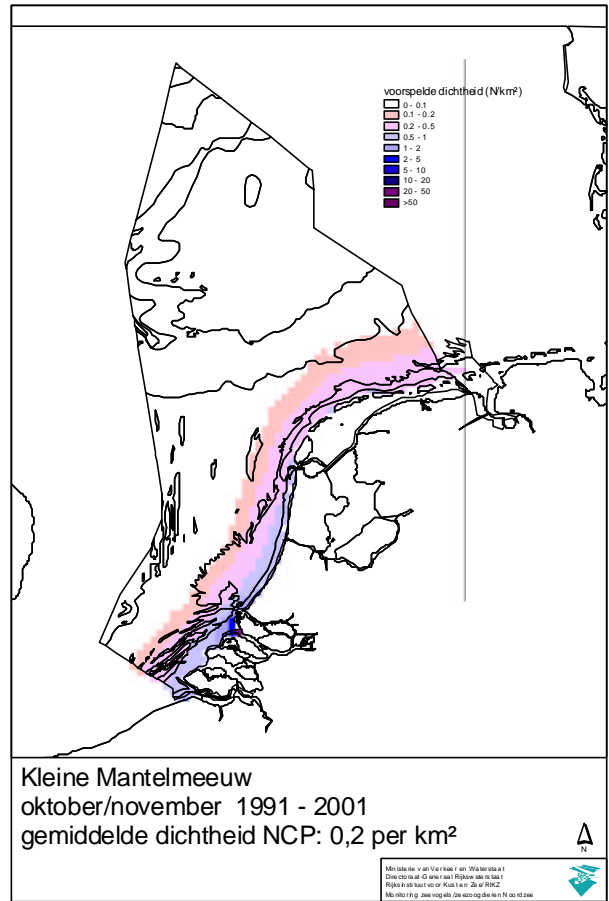 voorspelde dichtheid (N/km²)
0 - 0.1
0.1 - 0.2
0.2 - 0.5
0.5 - 1
1 - 2
2 - 5
5 - 10
10 - 20
20 - 50
>50
Kleine Mantelmeeuw
oktober/november 1991 - 2001
gemiddelde dichtheid NCP: 0,2 per km²
N
Ministerie van Verkeer en Waterstaat
Directoraat-Generaal Rijkswaterstaat
Rijksinstituut voor Kust en Zee/RIKZ
Monitoring zeevogels/zeezoogdieren Noordzee